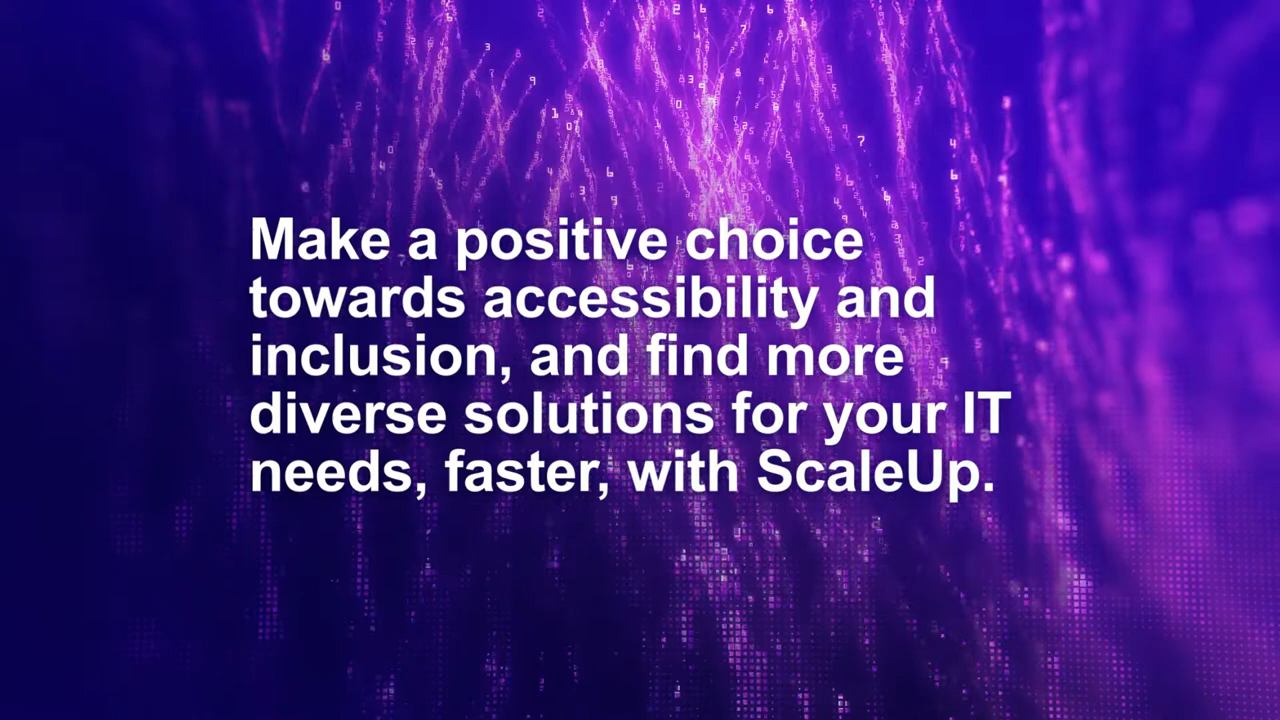 Make a positive choice
towards accessibility and
inclusion, and find more
diverse solutions for your IT
needs, faster, with ScaleUp.